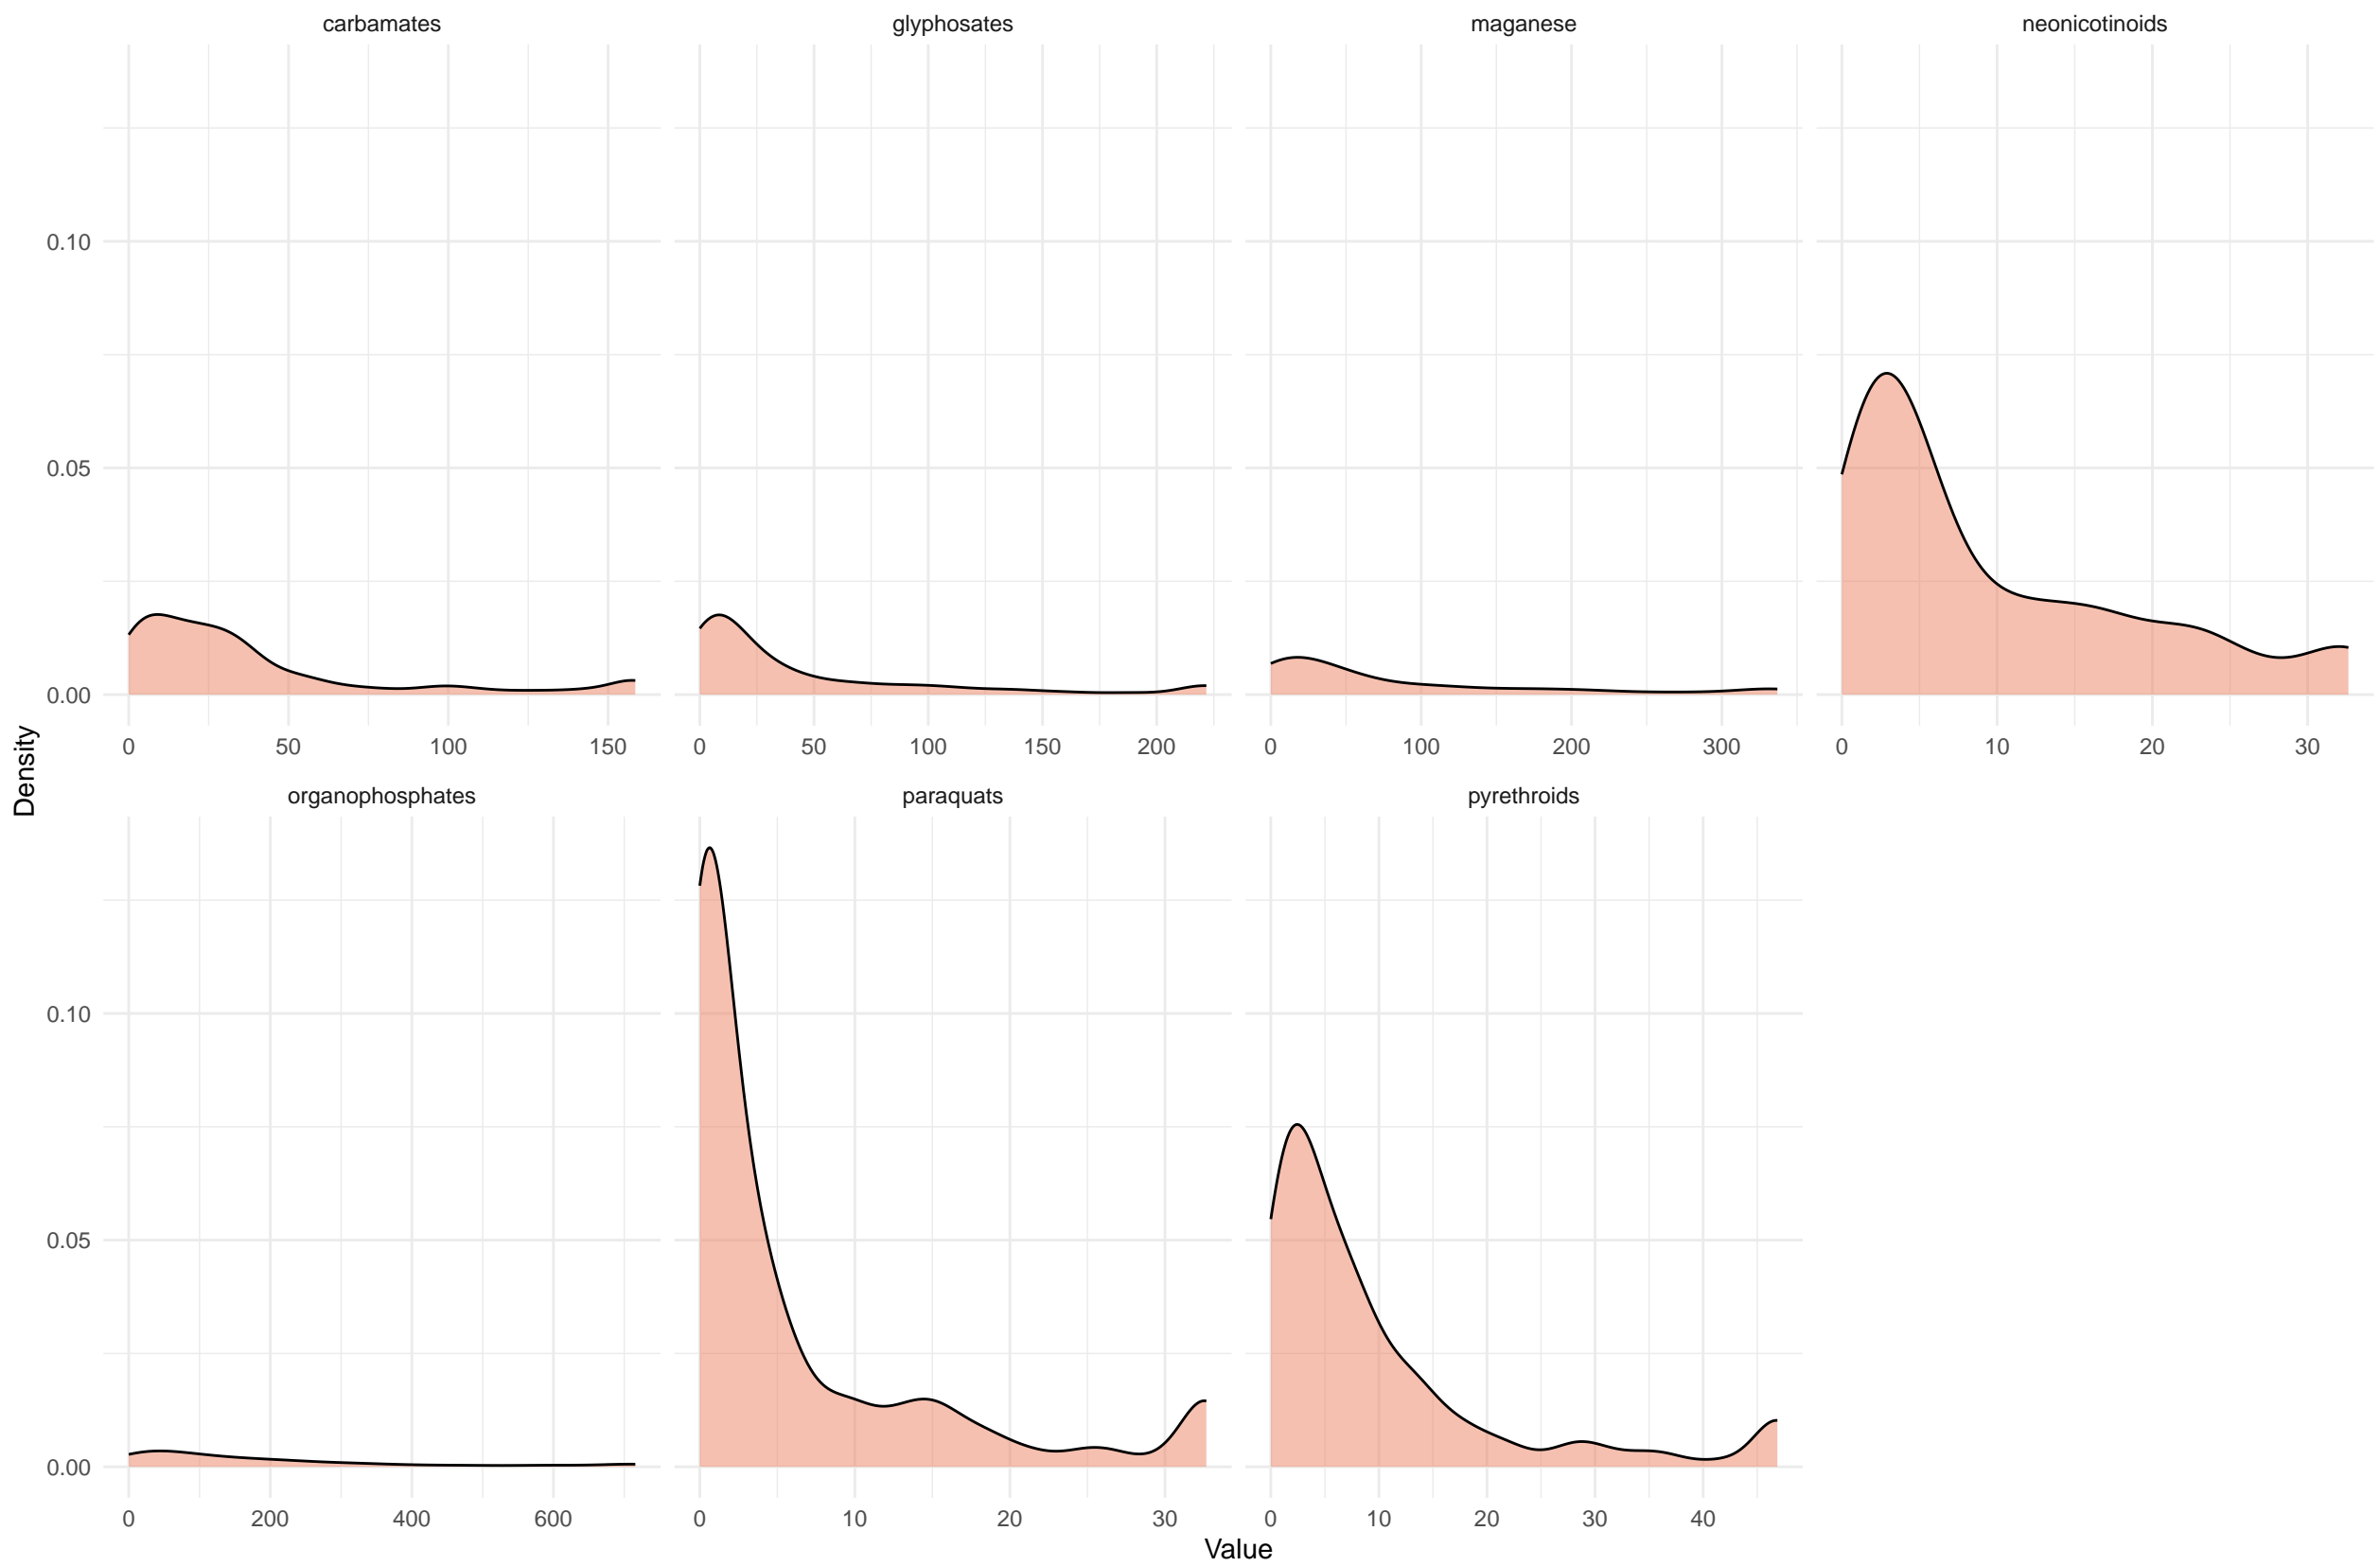 carbamates glyphosates maganese neonicotinoids
0.10
0.05
0.00
0 50 100 150 0 50 100 150 200 0 100 200 300 0 10 20 30
Density
organophosphates paraquats pyrethroids
0.10
0.05
0.00
0 200 400 600 0 10 20 30 0 10 20 30 40
Value